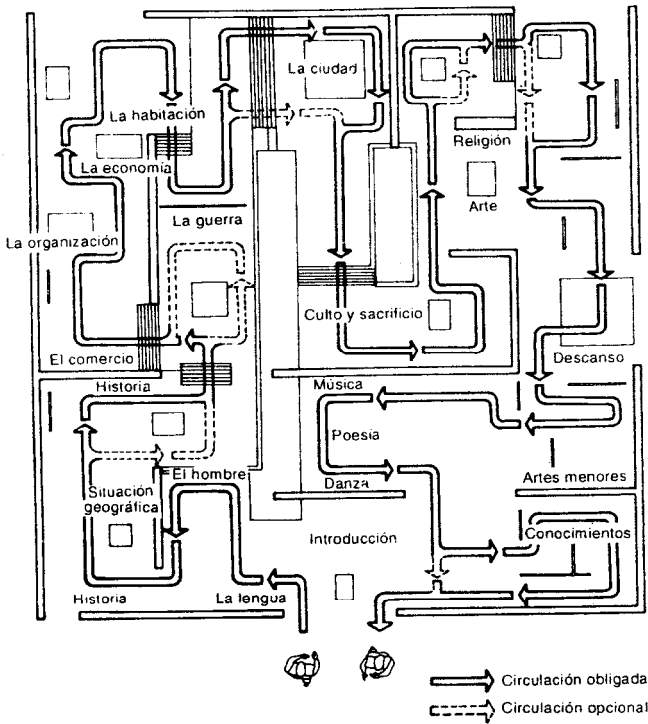 La ciudad
La habitación
La economía
Religión
La guerra
Arte
La organización
Culto y sacrificio
El comercio
Descanso
Historia
Música
Poesía
El hombre
Danza
Artes menores
Situación
geográfica
Introducción
Conocimientos
Historia
La lengua
Circulación obligada
Circulación opcional